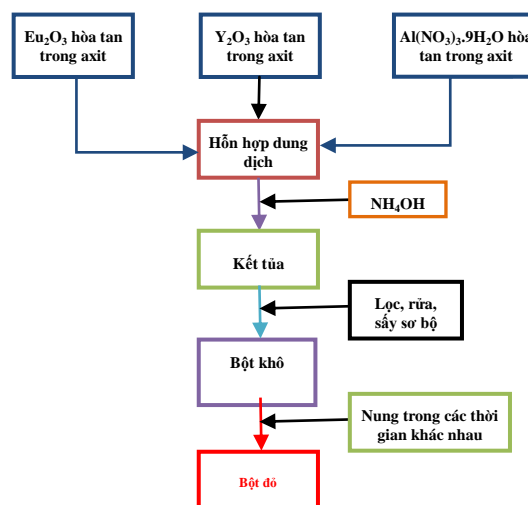 Eu₂O₃ hòa tan
trong axit
Y₂O₃ hòa tan
trong axit
Al(NO₃)₃.9H₂O hòa
tan trong axit
Hỗn hợp dung
dịch
NH₄OH
Kết tủa
Lọc, rửa,
sấy sơ bộ
Bột khô
Nung trong các thời
gian khác nhau
Bột đỏ